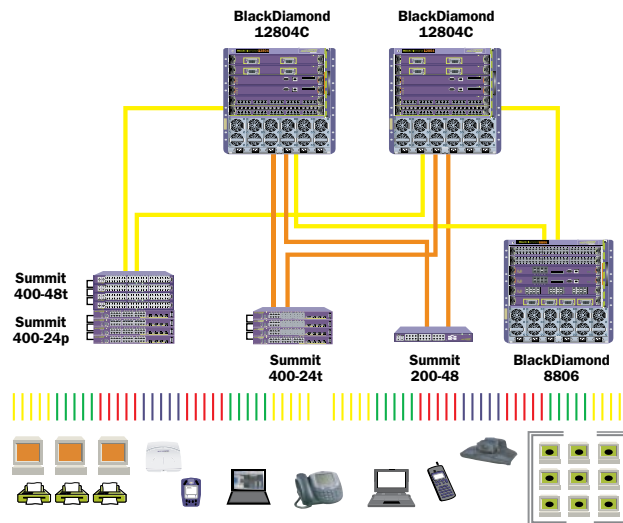 BlackDiamond
12804C
BlackDiamond
12804C
Summit
400-48t
Summit
400-24p
Summit
400-24t
Summit
200-48
BlackDiamond
8806